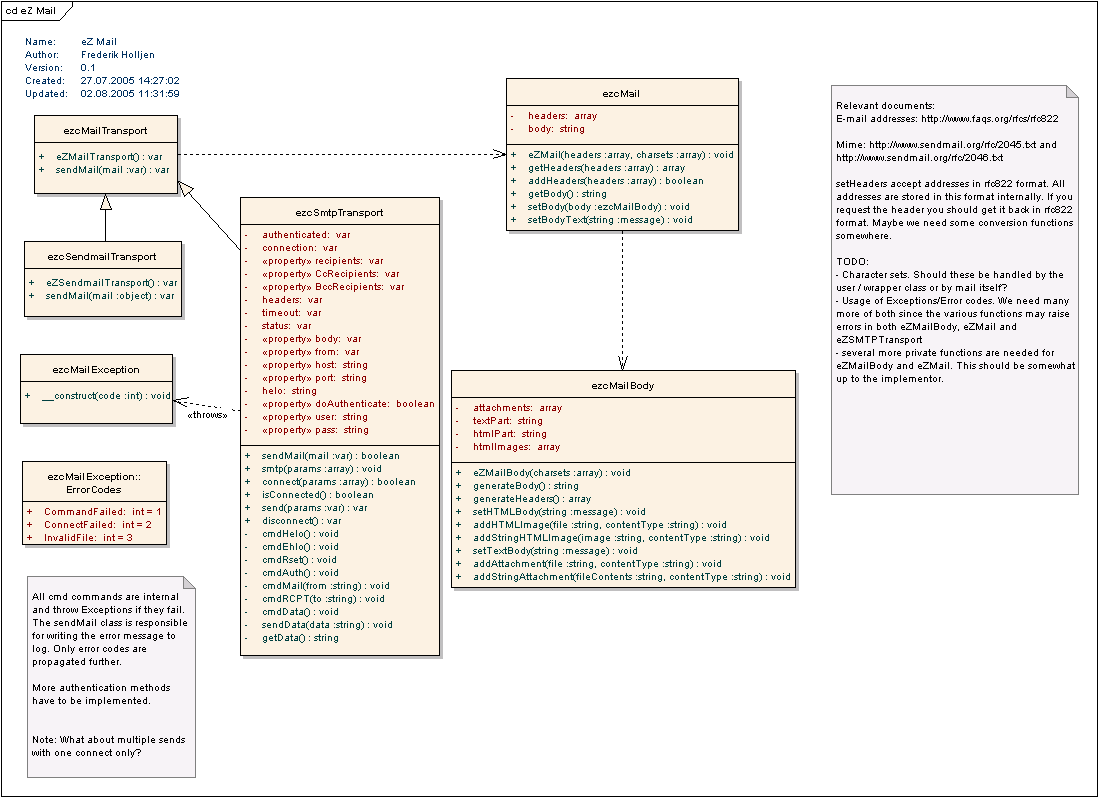 cd eZ Mail
Name: eZ Mail
Author: Frederik Holljen
Version: 0.1
Created: 27.07.2005 14:27:02
Updated: 02.08.2005 11:31:59
ezcMailTransport
+ eZMailTransport() : var
+ sendMail(mail :var) : var
ezcSendmailTransport
+ eZSendmailTransport() : var
+ sendMail(mail :object) : var
ezcMailException
+ __construct(code :int) : void
«throws»
ezcMailException::
ErrorCodes
+ CommandFailed: int = 1
+ ConnectFailed: int = 2
+ InvalidFile: int = 3
All cmd commands are internal
and throw Exceptions if they fail.
The sendMail class is responsible
for writing the error message to
log. Only error codes are
propagated further.
More authentication methods
have to be implemented.
Note: What about multiple sends
with one connect only?
ezcSmtpTransport
- authenticated: var
- connection: var
- «property» recipients: var
- «property» CcRecipients: var
- «property» BccRecipients: var
- headers: var
- timeout: var
- status: var
- «property» body: var
- «property» from: var
- «property» host: string
- «property» port: string
- helo: string
- «property» doAuthenticate: boolean
- «property» user: string
- «property» pass: string
+ sendMail(mail :var) : boolean
+ smtp(params :array) : void
+ connect(params :array) : boolean
+ isConnected() : boolean
+ send(params :var) : var
+ disconnect() : var
- cmdHelo() : void
- cmdEhlo() : void
- cmdRset() : void
- cmdAuth() : void
- cmdMail(from :string) : void
- cmdRCPT(to :string) : void
- cmdData() : void
- sendData(data :string) : void
- getData() : string
ezcMail
- headers: array
- body: string
+ eZMail(headers :array, charsets :array) : void
+ getHeaders(headers :array) : array
+ addHeaders(headers :array) : boolean
+ getBody() : string
+ setBody(body :ezcMailBody) : void
+ setBodyText(string :message) : void
ezcMailBody
- attachments: array
- textPart: string
- htmlPart: string
- htmlImages: array
+ eZMailBody(charsets :array) : void
+ generateBody() : string
+ generateHeaders() : array
+ setHTMLBody(string :message) : void
+ addHTMLImage(file :string, contentType :string) : void
+ addStringHTMLImage(image :string, contentType :string) : void
+ setTextBody(string :message) : void
+ addAttachment(file :string, contentType :string) : void
+ addStringAttachment(fileContents :string, contentType :string) : void
Relevant documents:
E-mail addresses: http://www.faqs.org/rfcs/rfc822
Mime: http://www.sendmail.org/rfc/2045.txt and
http://www.sendmail.org/rfc/2046.txt
setHeaders accept addresses in rfc822 format. All
addresses are stored in this format internally. If you
request the header you should get it back in rfc822
format. Maybe we need some conversion functions
somewhere.
TODO:
- Character sets. Should these be handled by the
user / wrapper class or by mail itself?
- Usage of Exceptions/Error codes. We need many
more of both since the various functions may raise
errors in both eZMailBody, eZMail and
eZSMTPTransport
- several more private functions are needed for
eZMailBody and eZMail. This should be somewhat
up to the implementor.